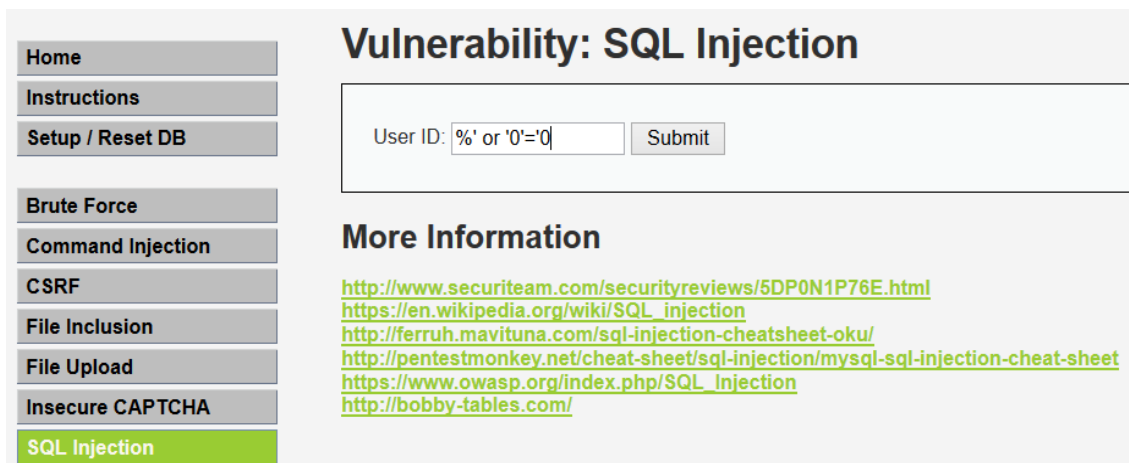 Home
Instructions
Setup / Reset DB
Brute Force
Command Injection
CSRF
File Inclusion
File Upload
Insecure CAPTCHA
SQL Injection
Vulnerability: SQL Injection
User ID: %' or '0'='0 Submit
More Information
http://www.securiteam.com/securityreviews/5DP0N1P76E.html
https://en.wikipedia.org/wiki/SQL_injection
http://ferruh.mavituna.com/sql-injection-cheatsheet-oku/
http://pentestmonkey.net/cheat-sheet/sql-injection/mysql-sql-injection-cheat-sheet
https://www.owasp.org/index.php/SQL_Injection
http://bobby-tables.com/